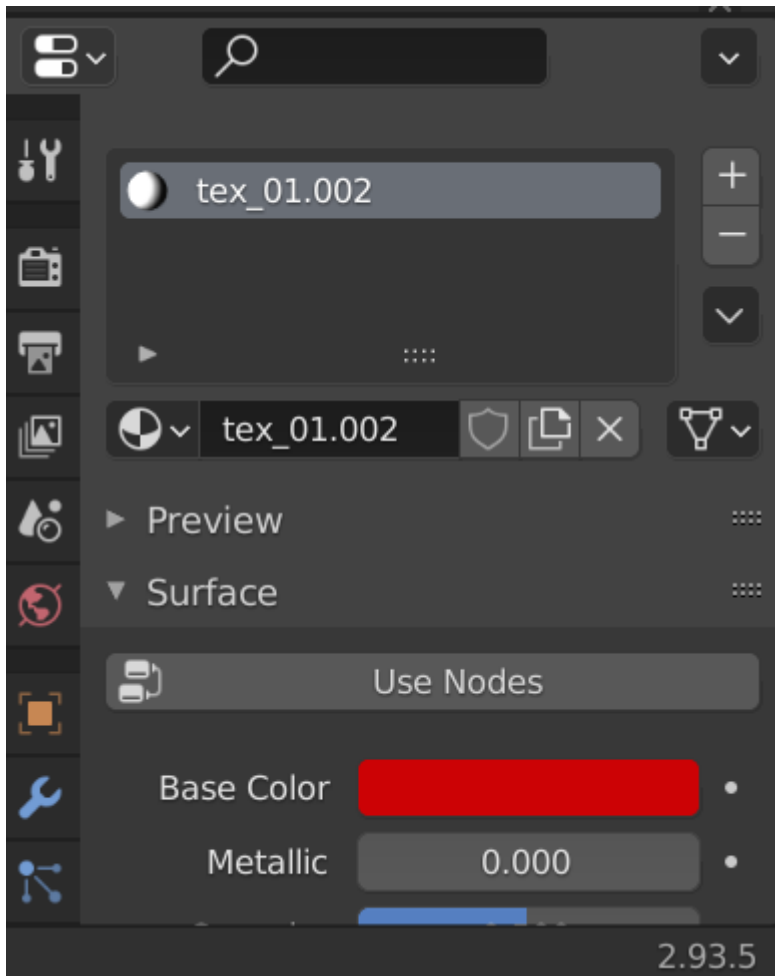 tex_01.002
tex_01.002
Preview
Surface
Use Nodes
Base Color
Metallic 0.000
2.93.5